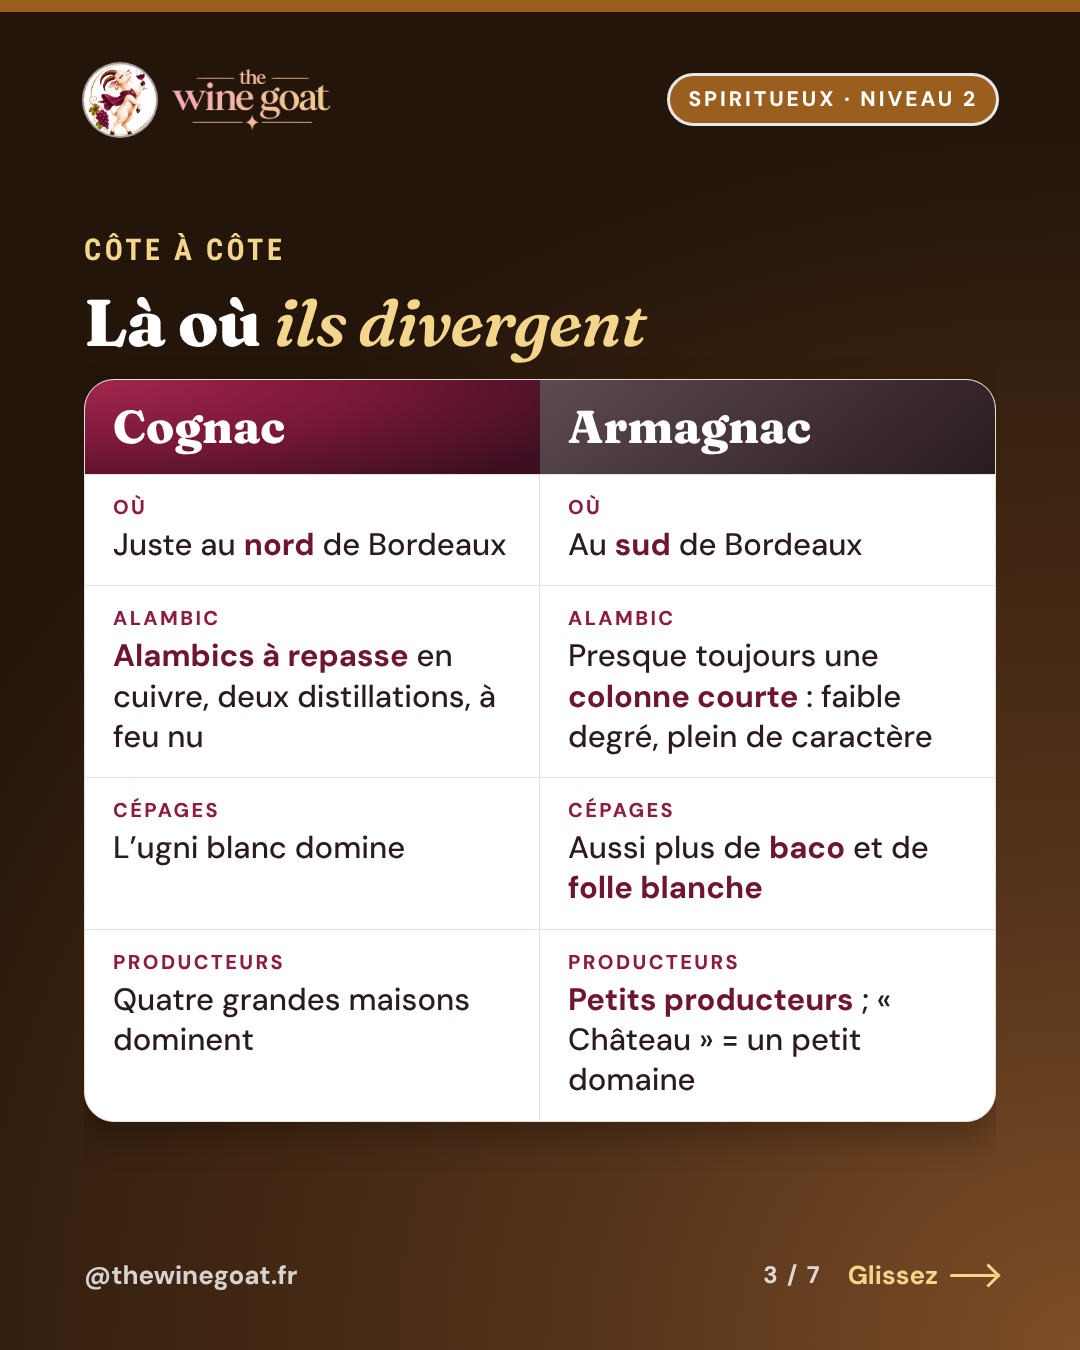 the
wine goat
SPIRITUEUX · NIVEAU 2
CÔTE À CÔTE
Là où ils divergent
Cognac
Armagnac
OÙ
Juste au nord de Bordeaux
OÙ
Au sud de Bordeaux
ALAMBIC
Alambics à repasse en
cuivre, deux distillations, à
feu nu
ALAMBIC
Presque toujours une
colonne courte : faible
degré, plein de caractère
CÉPAGES
L’ugni blanc domine
CÉPAGES
Aussi plus de baco et de
folle blanche
PRODUCTEURS
Quatre grandes maisons
dominent
PRODUCTEURS
Petits producteurs ; «
Château » = un petit
domaine
@thewinegoat.fr
3 / 7
Glissez